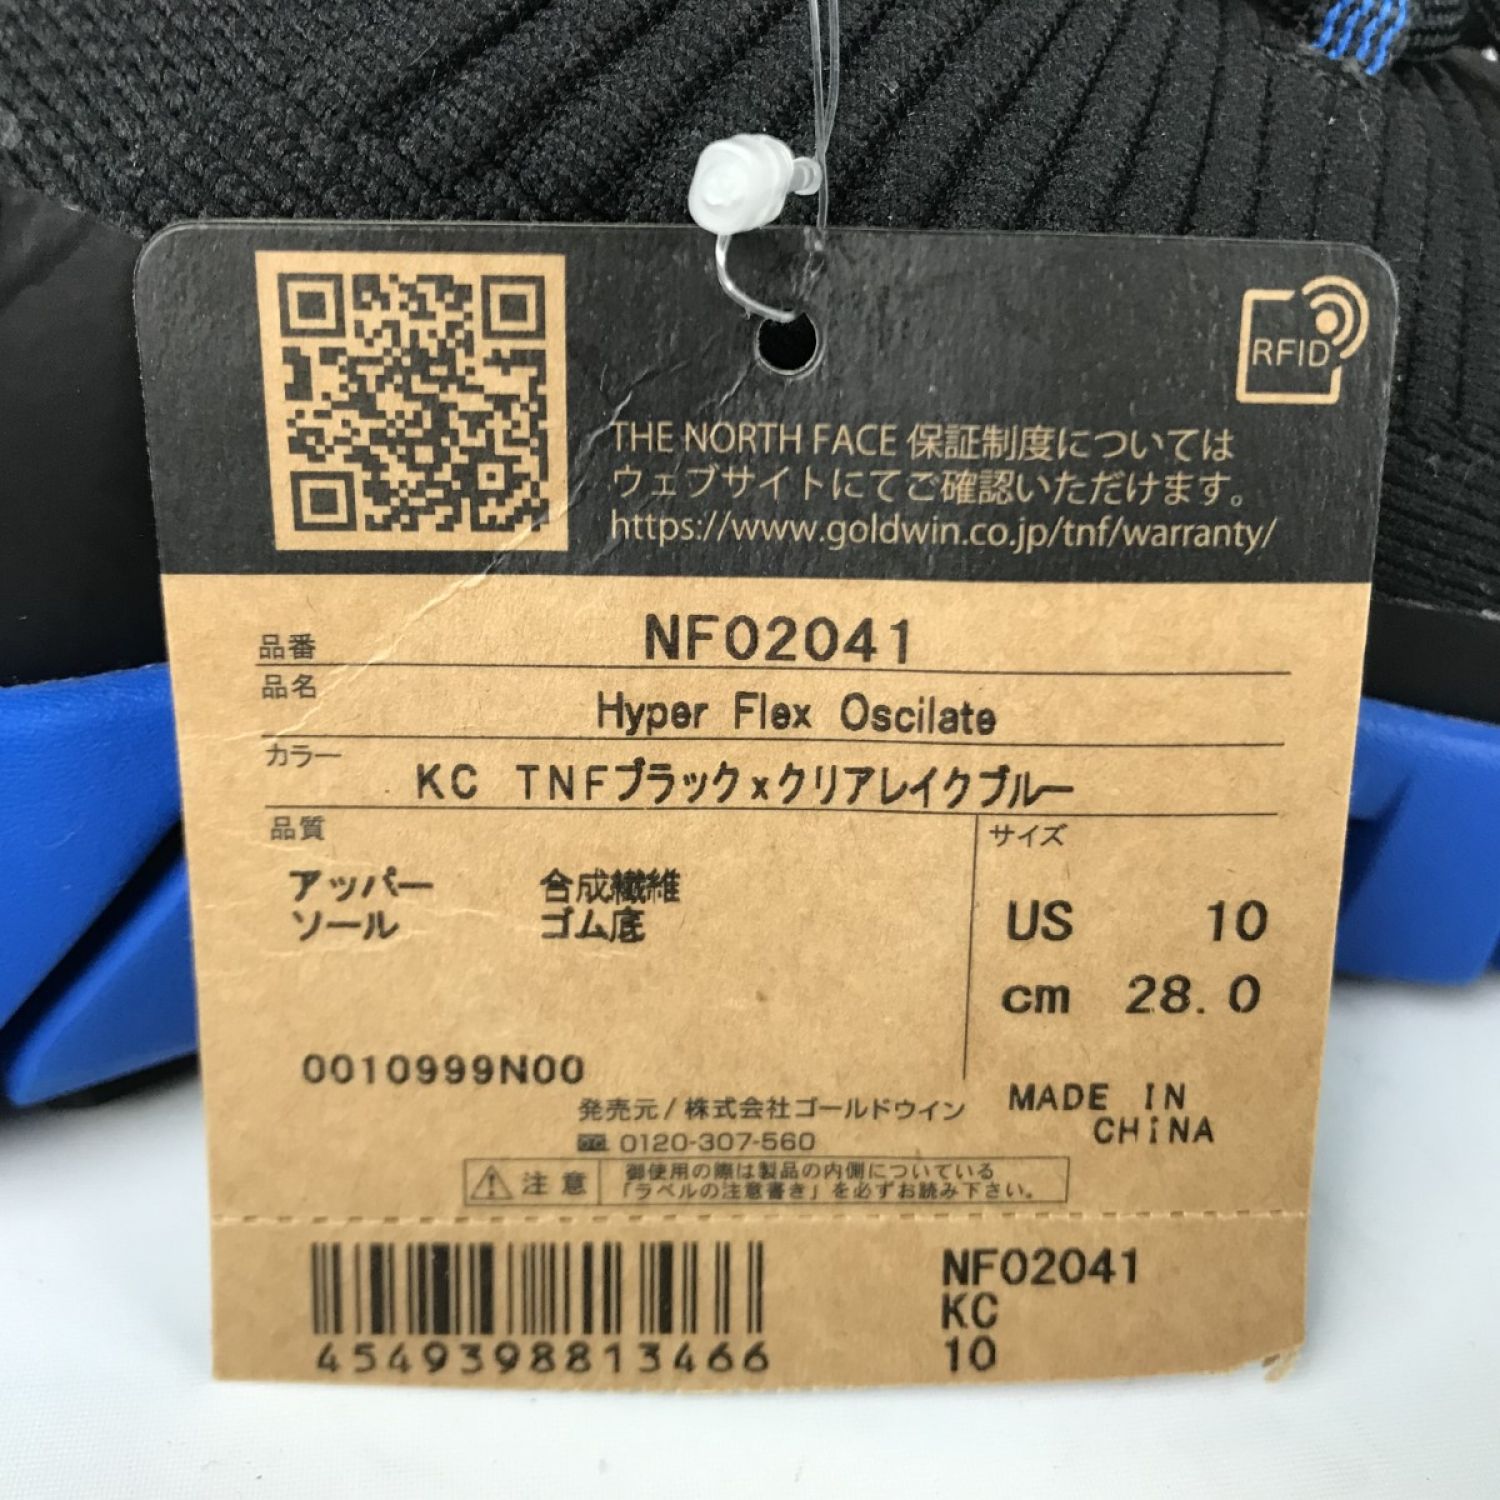 RFID
THE NORTH FACE 保証制度については
ウェブサイトにてご確認いただけます。
https://www.goldwin.co.jp/tnf/warranty/
品番 NF02041
品名 Hyper Flex Oscilate
カラー KC TNFブラックxクリアレイクブルー
品質
アッパー 合成繊維
ソール ゴム底
サイズ
US 10
cm 28.0
0010999N00
発売元/株式会社ゴールドウイン
0120-307-560
MADE IN
CHINA
注意
御使用の際は製品の内側についている
「ラベルの注意書き」を必ずお読み下さい。
4549398813466
NF02041
KC
10